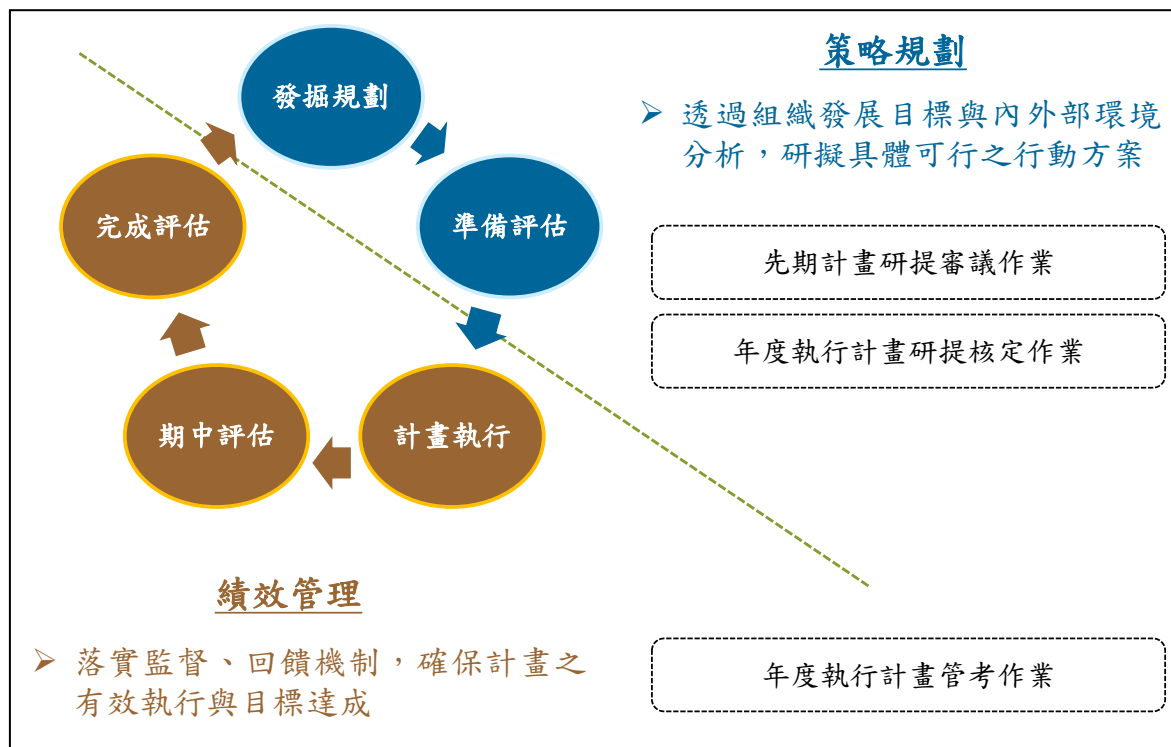 策略規劃
➢ 透過組織發展目標與內外部環境
分析，研擬具體可行之行動方案
發掘規劃
準備評估
計畫執行
期中評估
完成評估
先期計畫研提審議作業
年度執行計畫研提核定作業
績效管理
➢ 落實監督、回饋機制，確保計畫之
有效執行與目標達成
年度執行計畫管考作業